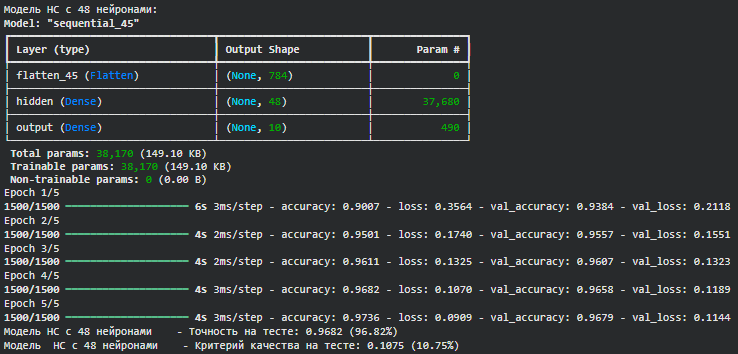 Модель НС с 48 нейронами:
Model: "sequential_45"
Layer (type) Output Shape Param #
flatten_45 (Flatten) (None, 784) 0
hidden (Dense) (None, 48) 37,680
output (Dense) (None, 10) 490
Total params: 38,170 (149.10 KB)
Trainable params: 38,170 (149.10 KB)
Non-trainable params: 0 (0.00 B)
Epoch 1/5
1500/1500 ━━━━━━━━━━━━━━━━━━━━ 6s 3ms/step - accuracy: 0.9007 - loss: 0.3564 - val_accuracy: 0.9384 - val_loss: 0.2118
Epoch 2/5
1500/1500 ━━━━━━━━━━━━━━━━━━━━ 4s 2ms/step - accuracy: 0.9501 - loss: 0.1740 - val_accuracy: 0.9557 - val_loss: 0.1551
Epoch 3/5
1500/1500 ━━━━━━━━━━━━━━━━━━━━ 4s 2ms/step - accuracy: 0.9611 - loss: 0.1325 - val_accuracy: 0.9607 - val_loss: 0.1323
Epoch 4/5
1500/1500 ━━━━━━━━━━━━━━━━━━━━ 4s 3ms/step - accuracy: 0.9682 - loss: 0.1070 - val_accuracy: 0.9658 - val_loss: 0.1189
Epoch 5/5
1500/1500 ━━━━━━━━━━━━━━━━━━━━ 4s 3ms/step - accuracy: 0.9736 - loss: 0.0909 - val_accuracy: 0.9679 - val_loss: 0.1144
Модель НС с 48 нейронами - Точность на тесте: 0.9682 (96.82%)
Модель НС с 48 нейронами - Критерий качества на тесте: 0.1075 (10.75%)